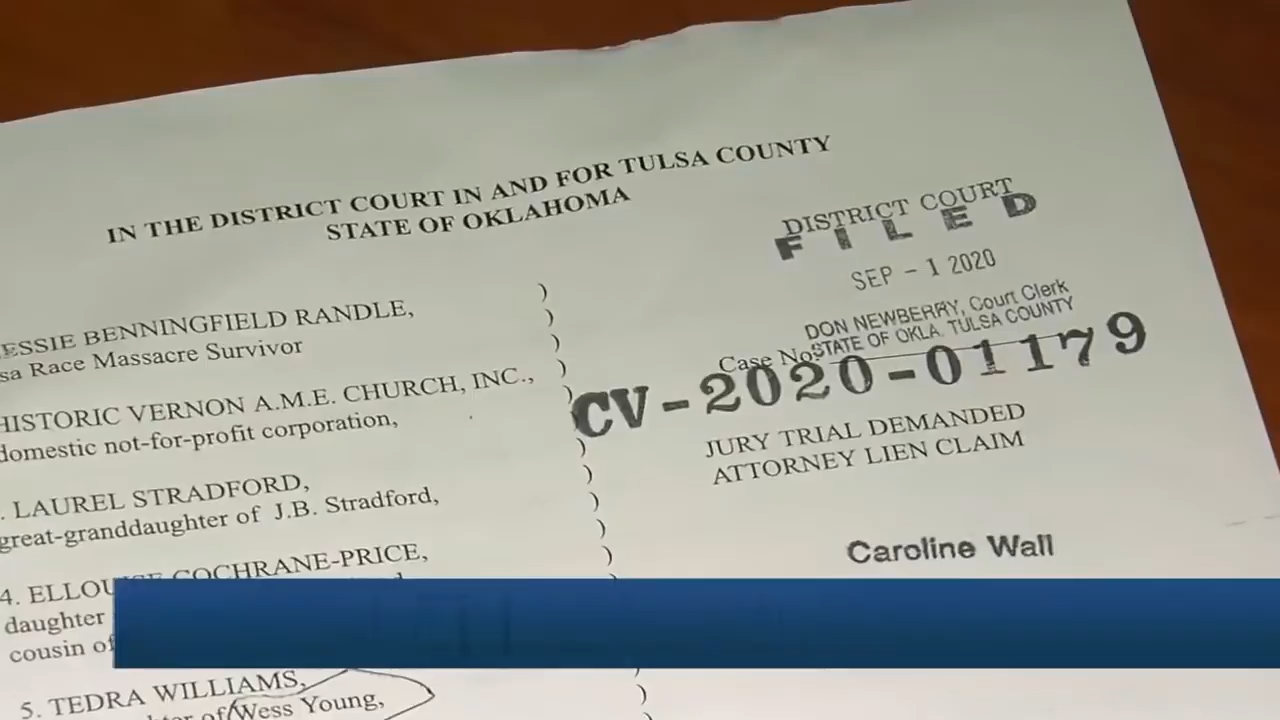 IN THE DISTRICT COURT IN AND FOR TULSA COUNTY
STATE OF OKLAHOMA
DISTRICT COURT
FILED
SEP - 1 2020
DON NEWBERRY, Court Clerk
STATE OF OKLA. TULSA COUNTY
Case No
CV-2020-01179
JURY TRIAL DEMANDED
ATTORNEY LIEN CLAIM
Caroline Wall
ESSIE BENNINGFIELD RANDLE, )
sa Race Massacre Survivor )
)
HISTORIC VERNON A.M.E. CHURCH, INC., )
domestic not-for-profit corporation, )
)
. LAUREL STRADFORD, )
great-granddaughter of J.B. Stradford, )
)
4. ELLOU COCHRANE-PRICE, )
daughter
cousin of
5. TEDRA WILLIAMS, )
of Wess Young, )